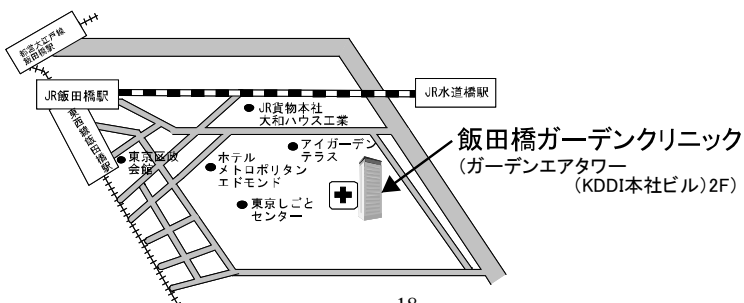 都営大江戸線
飯田橋駅
JR飯田橋駅
JR水道橋駅
東西線飯田橋駅
JR貨物本社
大和ハウス工業
アイガーデン
テラス
東京区政
会館
ホテル
メトロポリタン
エドモンド
東京しごと
センター
飯田橋ガーデンクリニック
(ガーデンエアタワー
(KDDI本社ビル)2F)
18